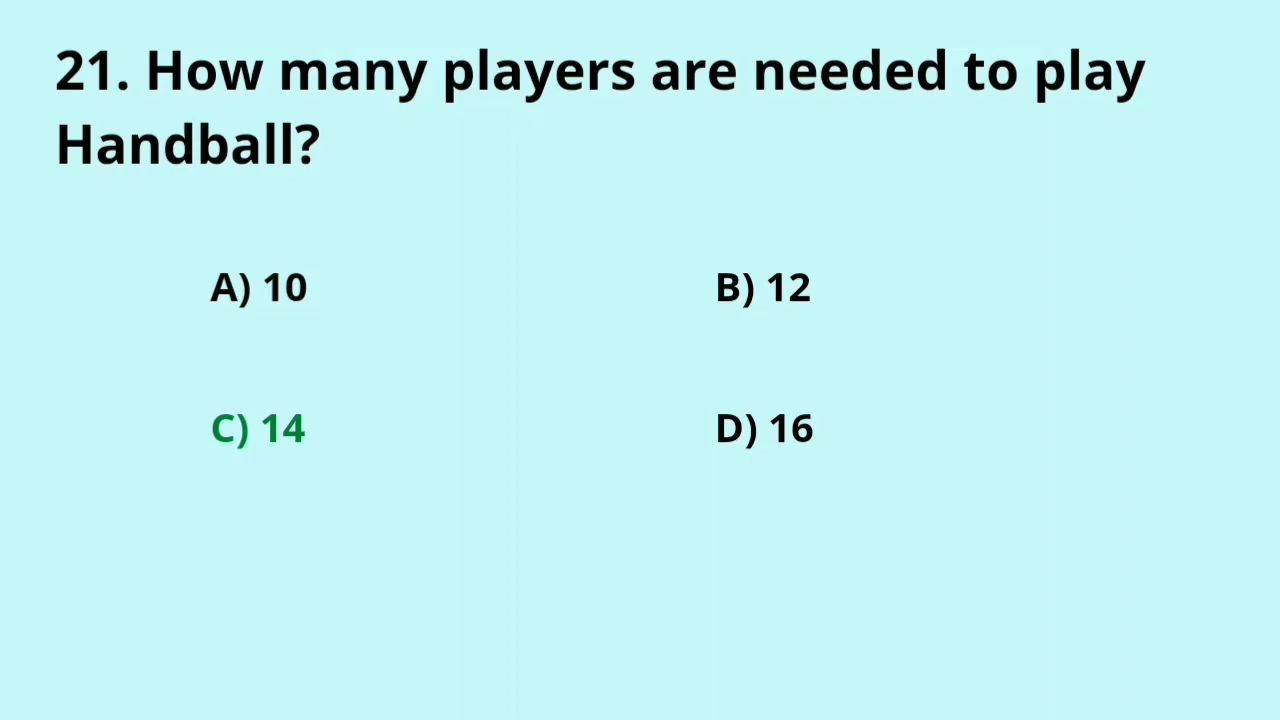 21. How many players are needed to play
Handball?
A) 10
B) 12
C) 14
D) 16